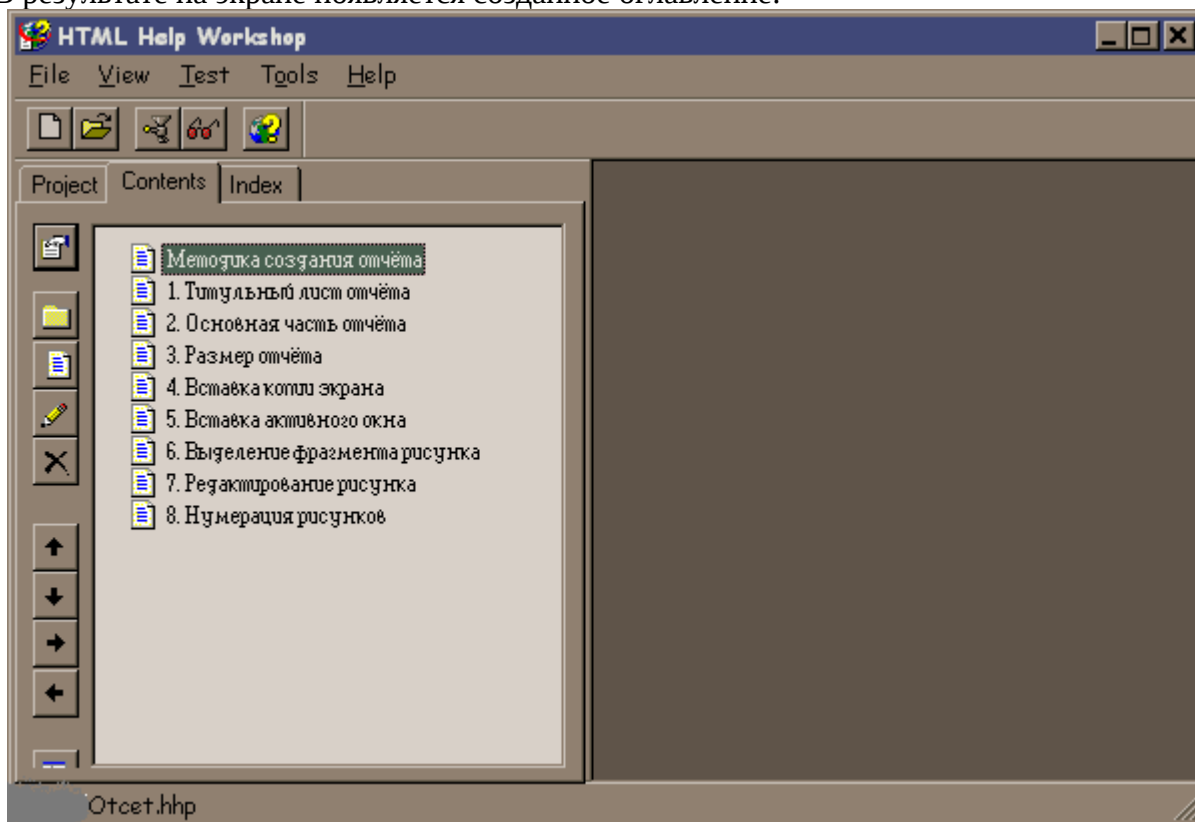 В результате на экране появляется созданное оглавление.
HTML Help Workshop
File View Test Tools Help
Project Contents Index
Методика создания отчёта
1. Титульный лист отчёта
2. Основная часть отчёта
3. Размер отчёта
4. Вставка копии экрана
5. Вставка активного окна
6. Выделение фрагмента рисунка
7. Редактирование рисунка
8. Нумерация рисунков
Otcet.hhp